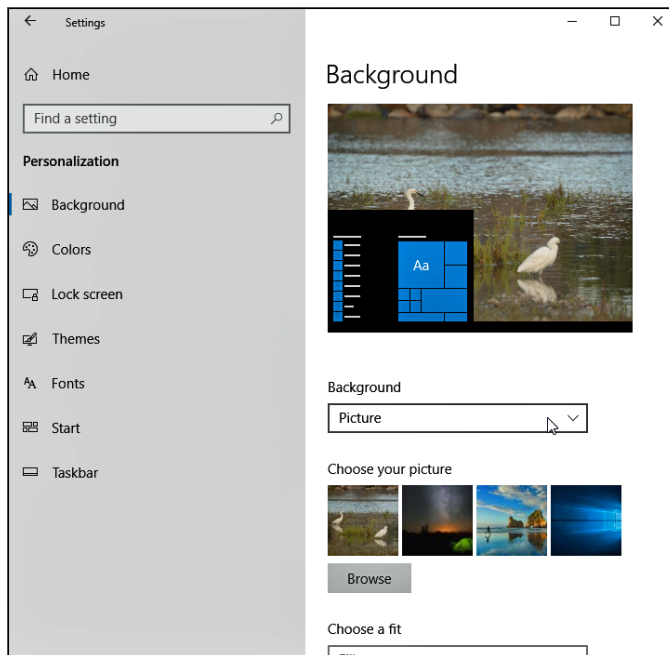 Settings
Home
Find a setting
Personalization
Background
Colors
Lock screen
Themes
Fonts
Start
Taskbar
Background
Aa
Background
Picture
Choose your picture
Browse
Choose a fit